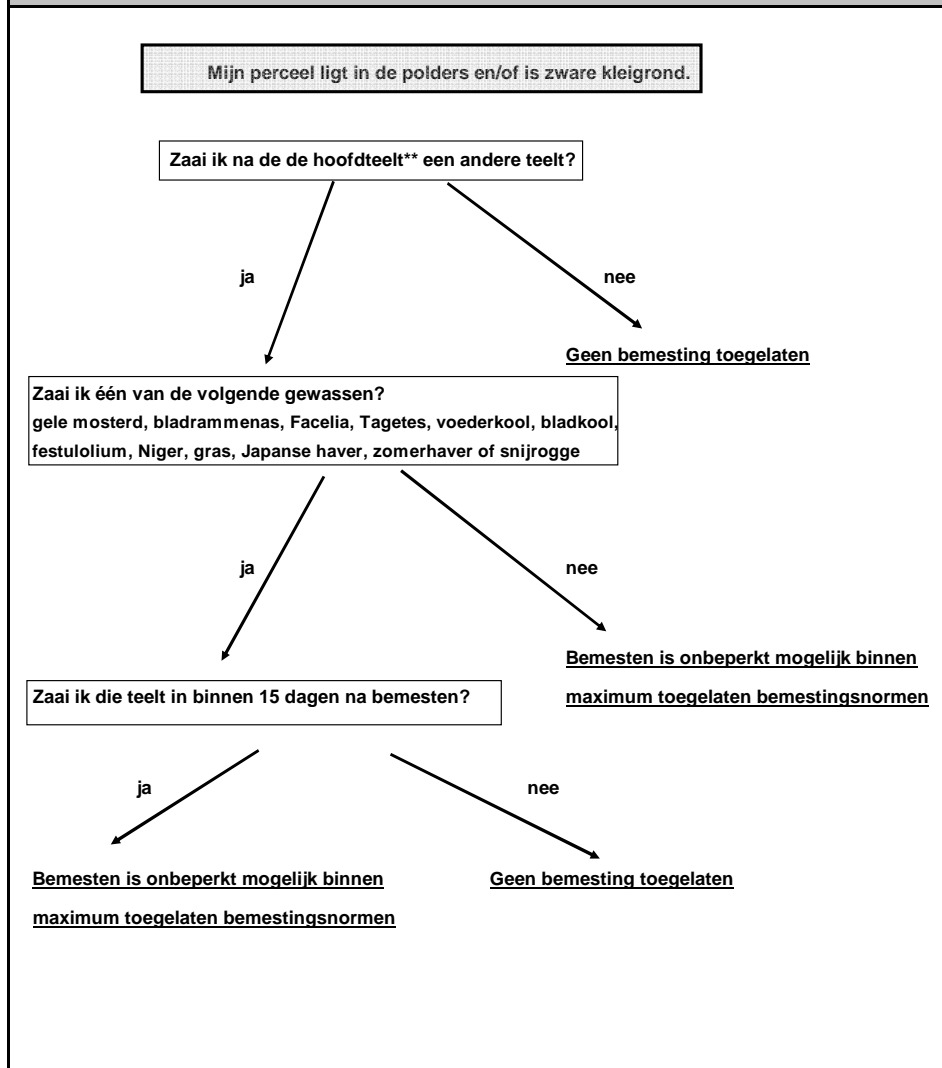 Mijn perceel ligt in de polders en/of is zware kleigrond.
Zaai ik na de de hoofdteelt** een andere teelt?
ja
nee
Geen bemesting toegelaten
Zaai ik één van de volgende gewassen?
gele mosterd, bladrammenas, Facelia, Tagetes, voederkool, bladkool,
festulolium, Niger, gras, Japanse haver, zomerhaver of snijrogge
ja
nee
Bemesten is onbeperkt mogelijk binnen
maximum toegelaten bemestingsnormen
Zaai ik die teelt in binnen 15 dagen na bemesten?
ja
nee
Bemesten is onbeperkt mogelijk binnen
maximum toegelaten bemestingsnormen
Geen bemesting toegelaten